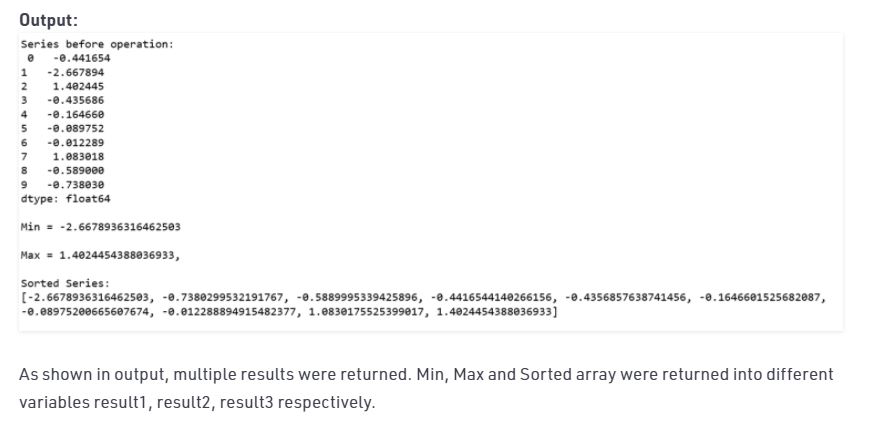 Output:
Series before operation:
0 -0.441654
1 -2.667894
2 1.402445
3 -0.435686
4 -0.164660
5 -0.089752
6 -0.012289
7 1.083018
8 -0.589000
9 -0.738030
dtype: float64
Min = -2.6678936316462503
Max = 1.4024454388036933,
Sorted Series:
[-2.6678936316462503, -0.7380299532191767, -0.5889995339425896, -0.4416544140266156, -0.4356857638741456, -0.1646601525682087,
-0.08975200665607674, -0.012288894915482377, 1.0830175525399017, 1.4024454388036933]
As shown in output, multiple results were returned. Min, Max and Sorted array were returned into different
variables result1, result2, result3 respectively.